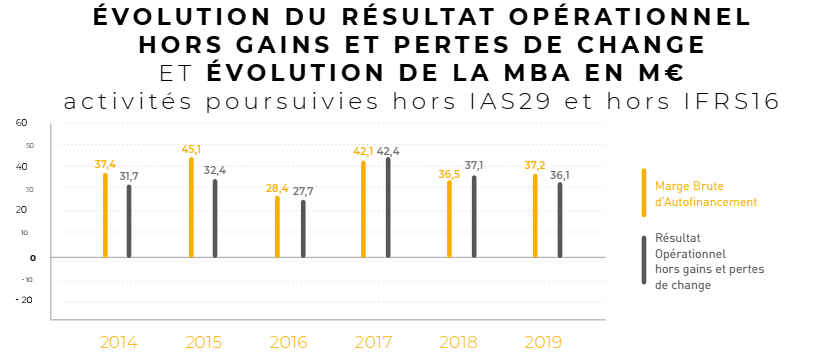 ÉVOLUTION DU RÉSULTAT OPÉRATIONNEL
HORS GAINS ET PERTES DE CHANGE
ET ÉVOLUTION DE LA MBA EN M€
activités poursuivies hors IAS29 et hors IFRS16
60
50
40
30
20
10
0
-10
-20
37,4
31,7
45,1
32,4
28,4
27,7
42,1
42,4
36,5
37,1
37,2
36,1
2014
2015
2016
2017
2018
2019
Marge Brute
d'Autofinancement
Résultat
Opérationnel
hors gains et pertes
de change